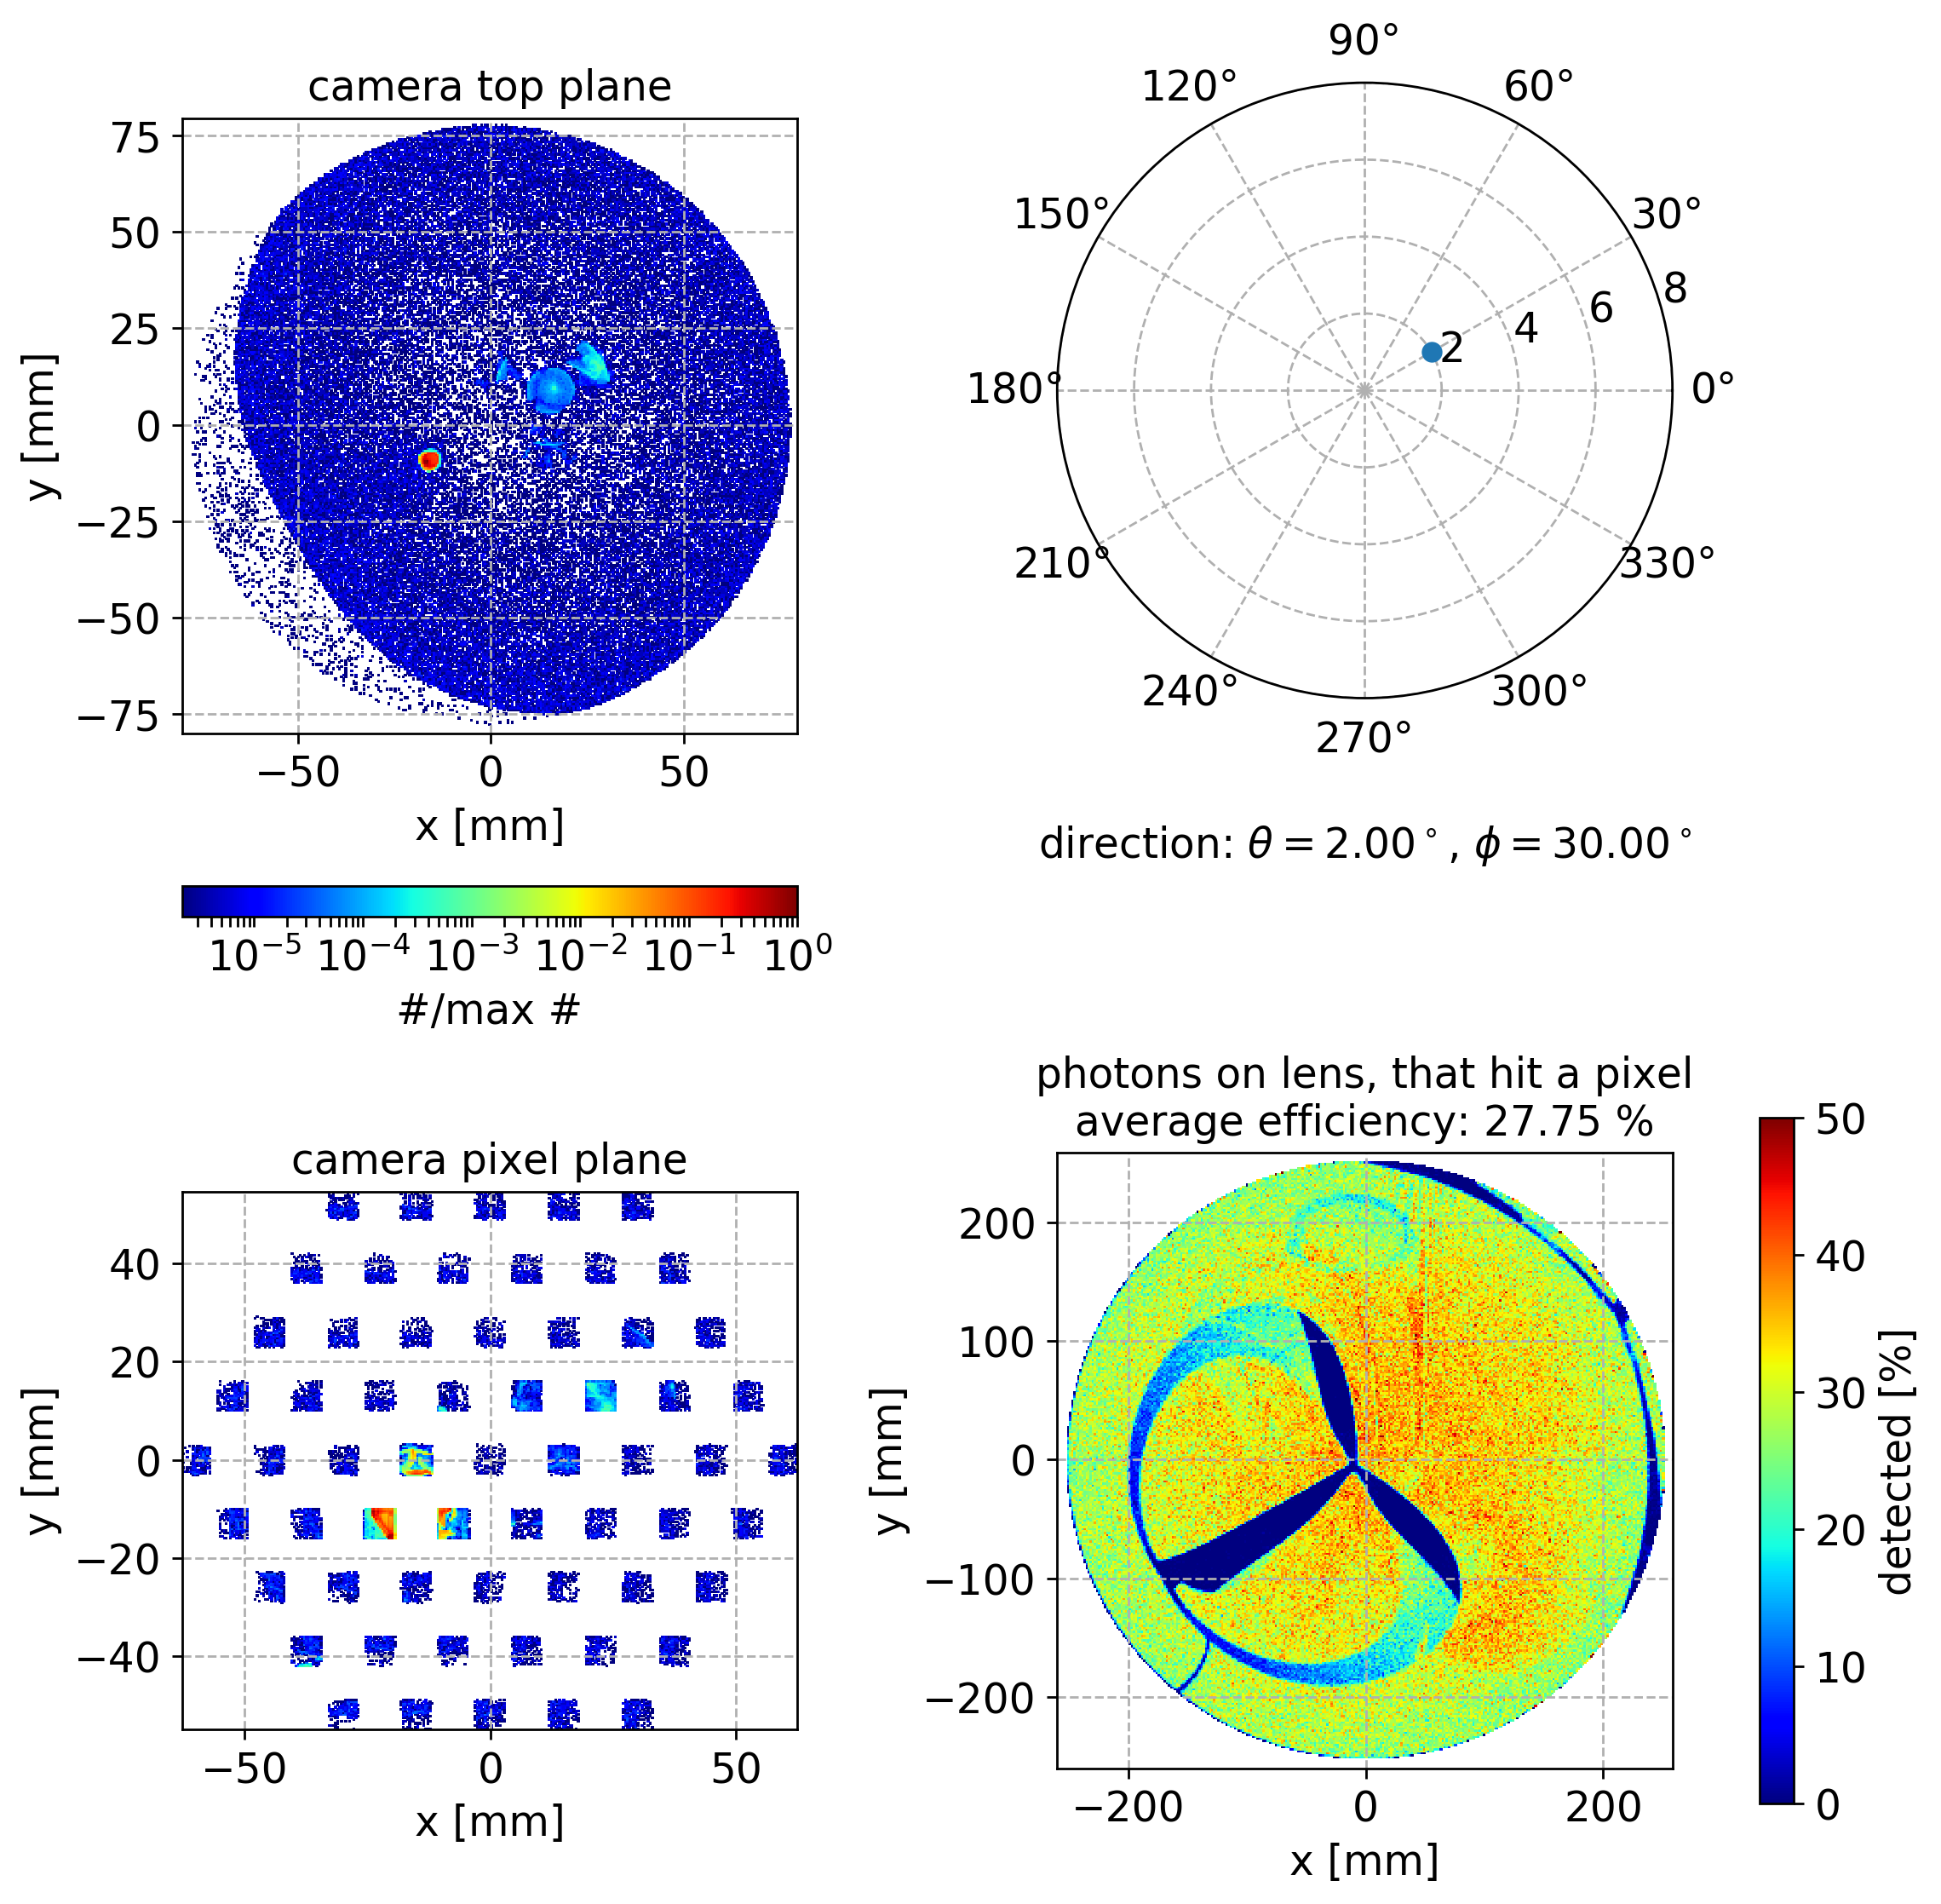 camera top plane
75
50
25
0
−25
−50
−75
y [mm]
−50 0 50
x [mm]
10⁻⁵ 10⁻⁴ 10⁻³ 10⁻² 10⁻¹ 10⁰
#/max #
90°
120° 60°
150° 30°
180° 0°
210° 330°
240° 300°
270°
2 4 6 8
direction: θ = 2.00°, ϕ = 30.00°
camera pixel plane
40
20
0
−20
−40
y [mm]
−50 0 50
x [mm]
photons on lens, that hit a pixel
average efficiency: 27.75 %
200
100
0
−100
−200
y [mm]
−200 0 200
x [mm]
50
40
30
20
10
0
detected [%]